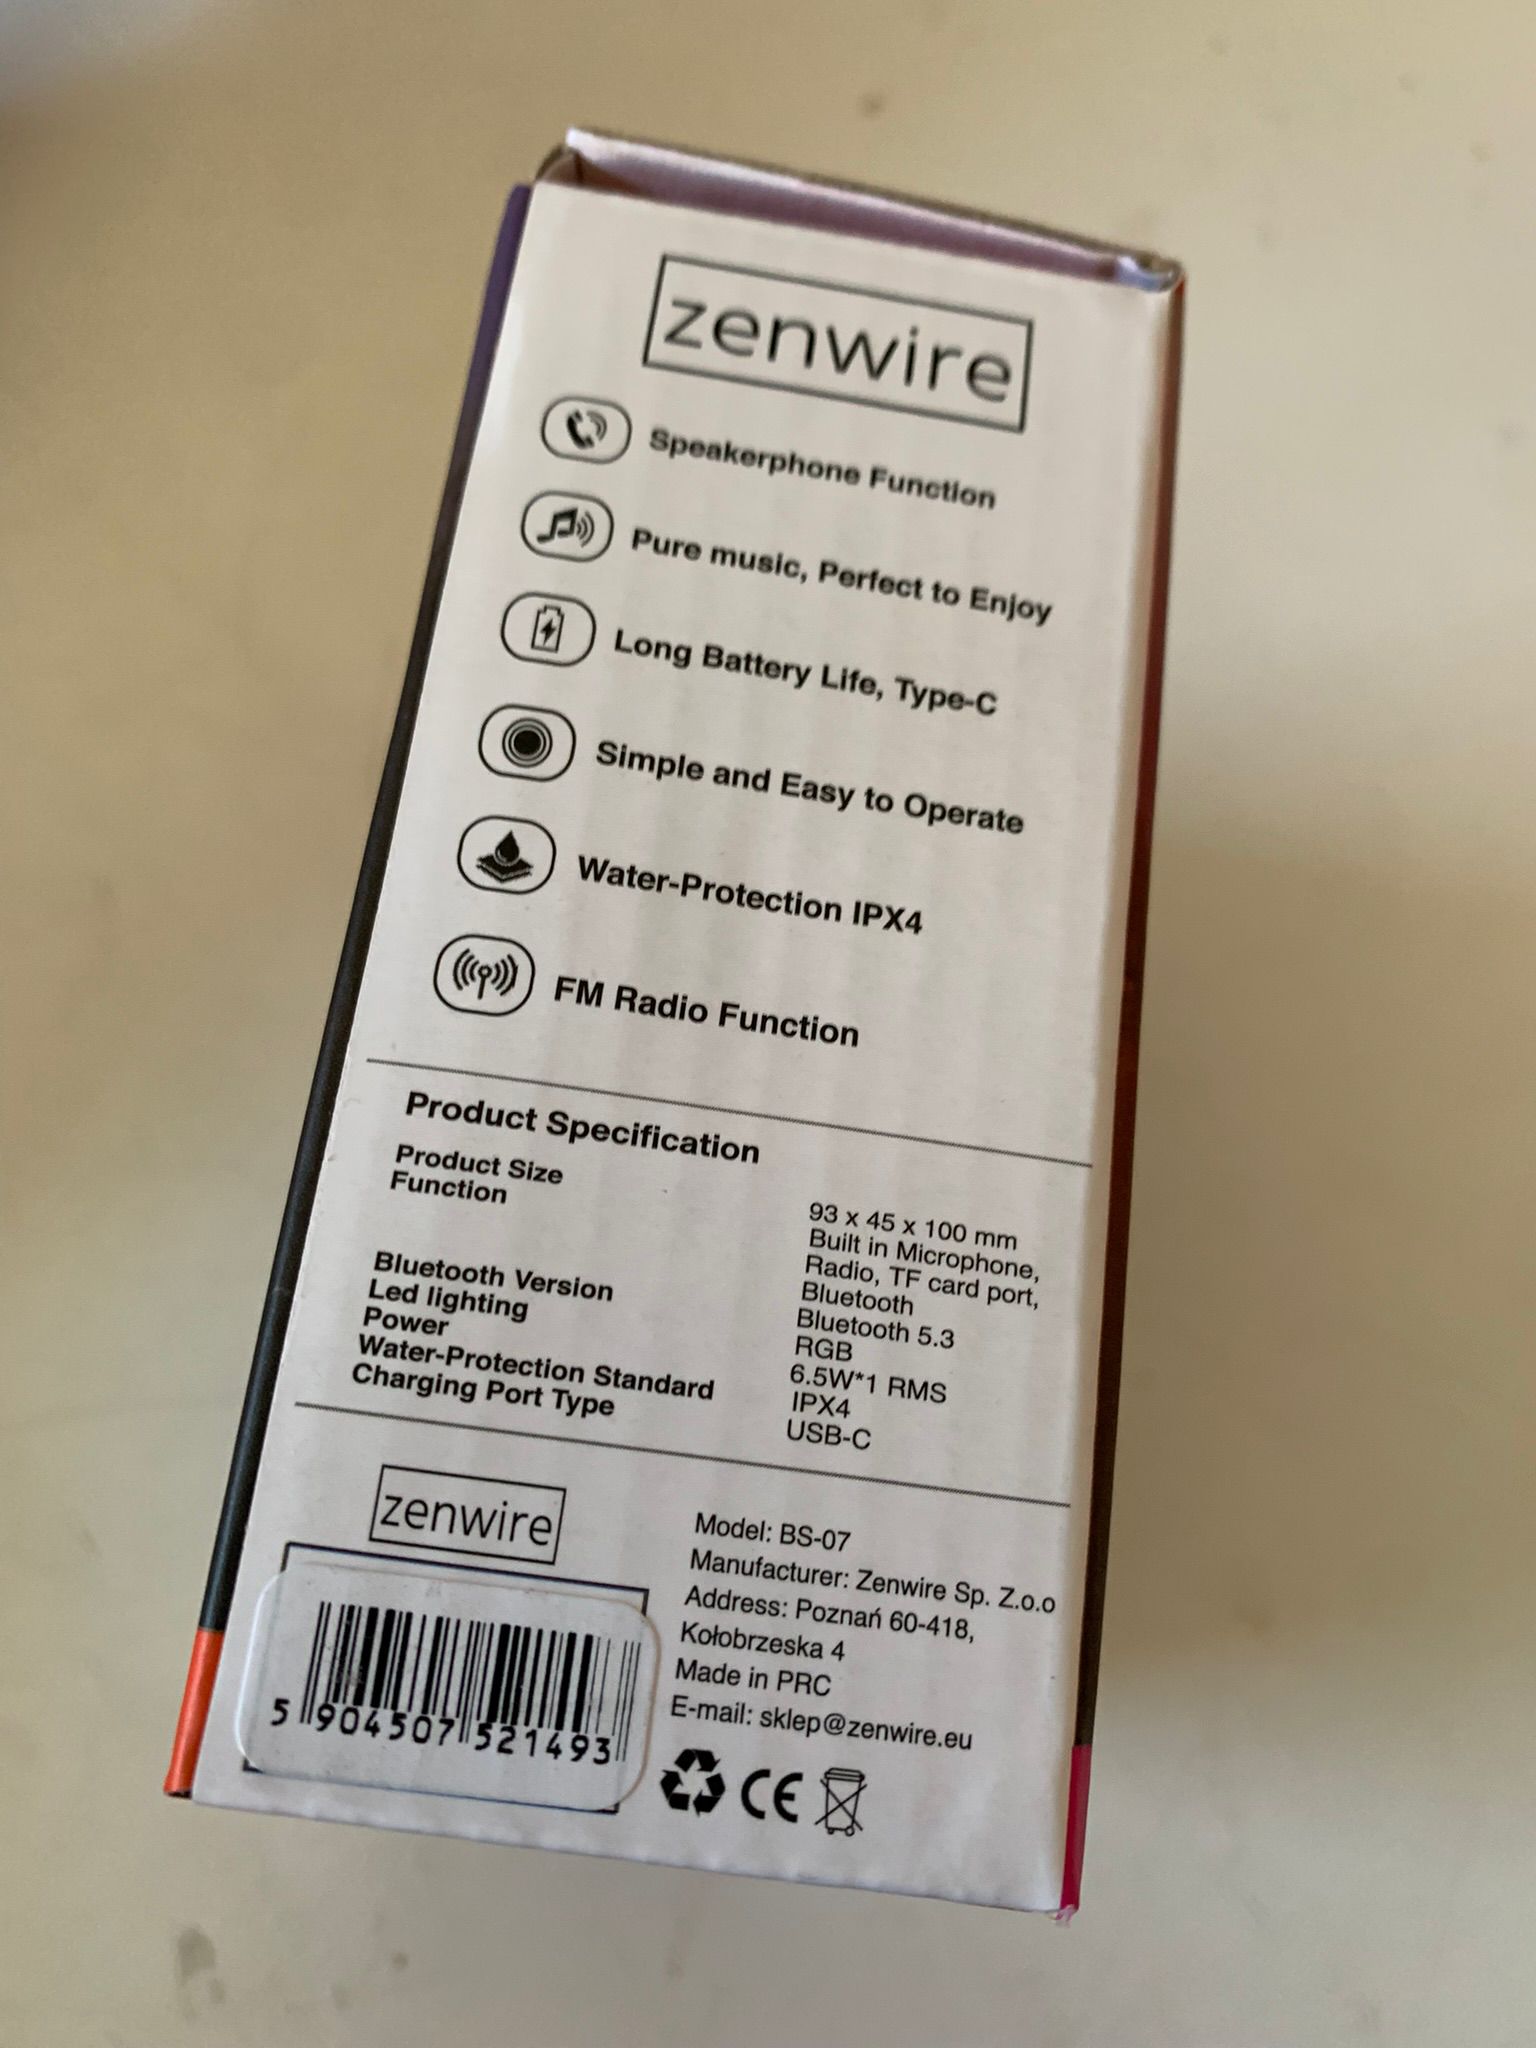 zenwire
Speakerphone Function
Pure music, Perfect to Enjoy
Long Battery Life, Type-C
Simple and Easy to Operate
Water-Protection IPX4
FM Radio Function
Product Specification
Product Size 93 x 45 x 100 mm
Function Built in Microphone,
Radio, TF card port,
Bluetooth
Bluetooth Version Bluetooth 5.3
Led lighting RGB
Power 6.5W*1 RMS
Water-Protection Standard IPX4
Charging Port Type USB-C
zenwire
5 904507 521493
Model: BS-07
Manufacturer: Zenwire Sp. Z.o.o
Address: Poznań 60-418,
Kołobrzeska 4
Made in PRC
E-mail: sklep@zenwire.eu
CE